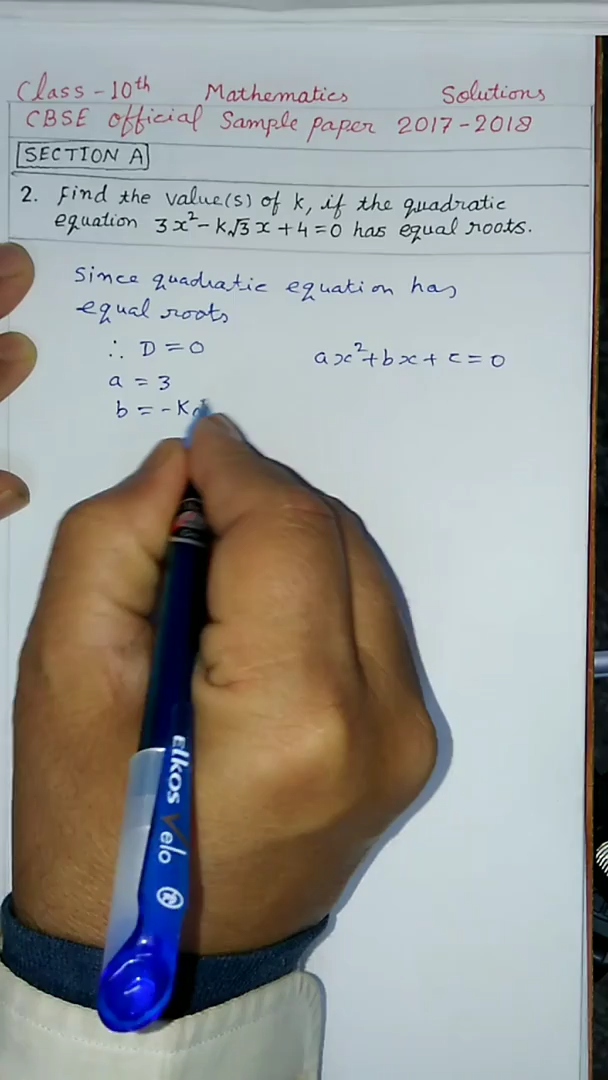 Class-10th Mathematics Solutions
CBSE official Sample paper 2017-2018
SECTION A
2. Find the value(s) of k, if the quadratic
equation 3x²-k√3x+4=0 has equal roots.
Since quadratic equation has
equal roots
∴ D=0
ax²+bx+c=0
a = 3
b = -K√
Elkos Velo